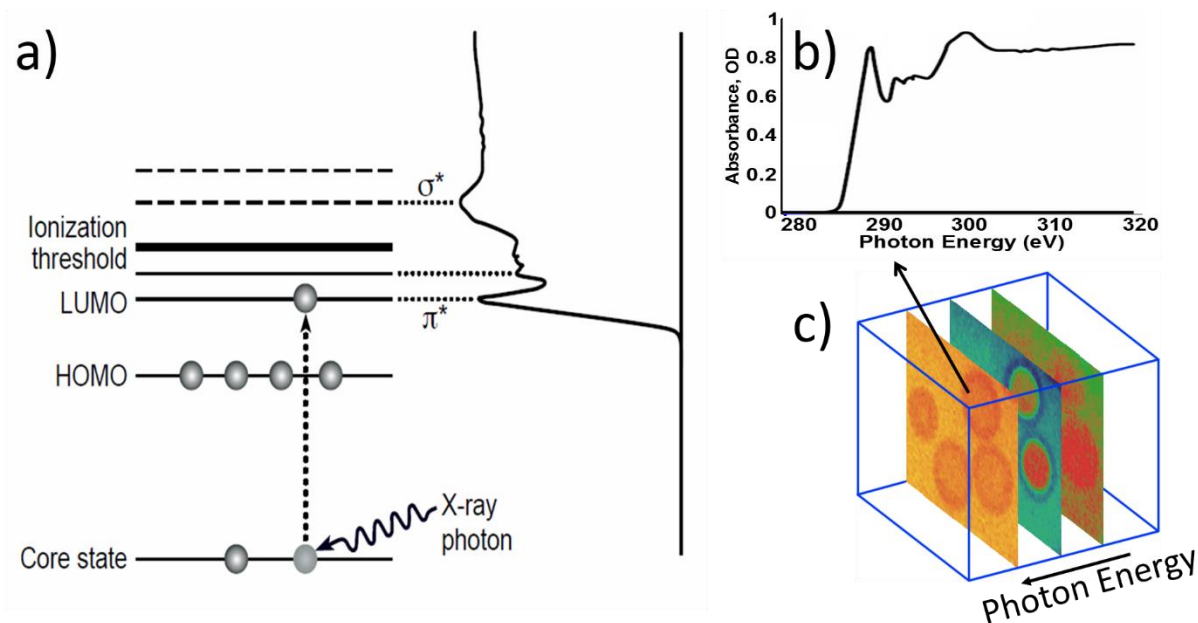 a)
σ*
Ionization
threshold
LUMO
π*
HOMO
X-ray
photon
Core state
b)
1
0.8
0.6
0.4
0.2
0
Absorbance, OD
280 290 300 310 320
Photon Energy (eV)
c)
Photon Energy